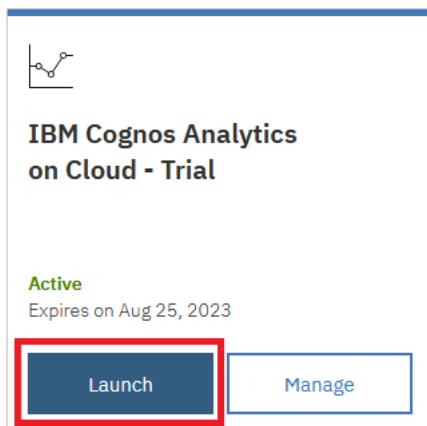 IBM Cognos Analytics
on Cloud - Trial
Active
Expires on Aug 25, 2023
Launch
Manage